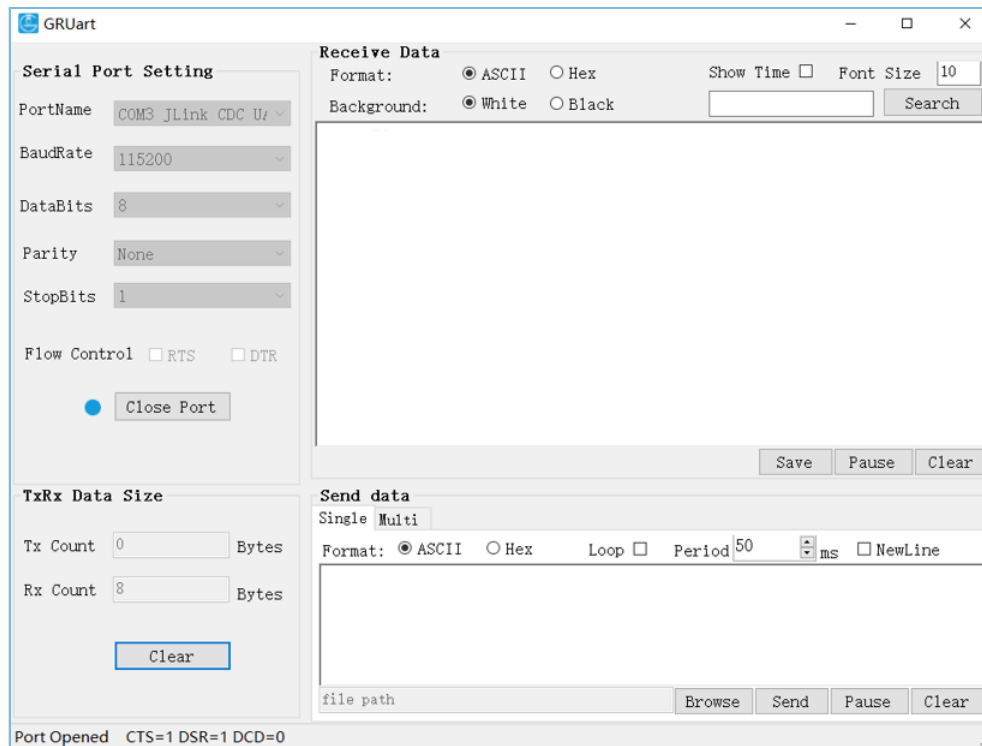 GRUart
Serial Port Setting
PortName COM3 JLink CDC UA
BaudRate 115200
DataBits 8
Parity None
StopBits 1
Flow Control RTS DTR
Close Port
TxRx Data Size
Tx Count 0 Bytes
Rx Count 8 Bytes
Clear
Receive Data
Format: ASCII Hex Show Time Font Size 10
Background: White Black Search
Save Pause Clear
Send data
Single Multi
Format: ASCII Hex Loop Period 50 ms NewLine
file path Browse Send Pause Clear
Port Opened CTS=1 DSR=1 DCD=0